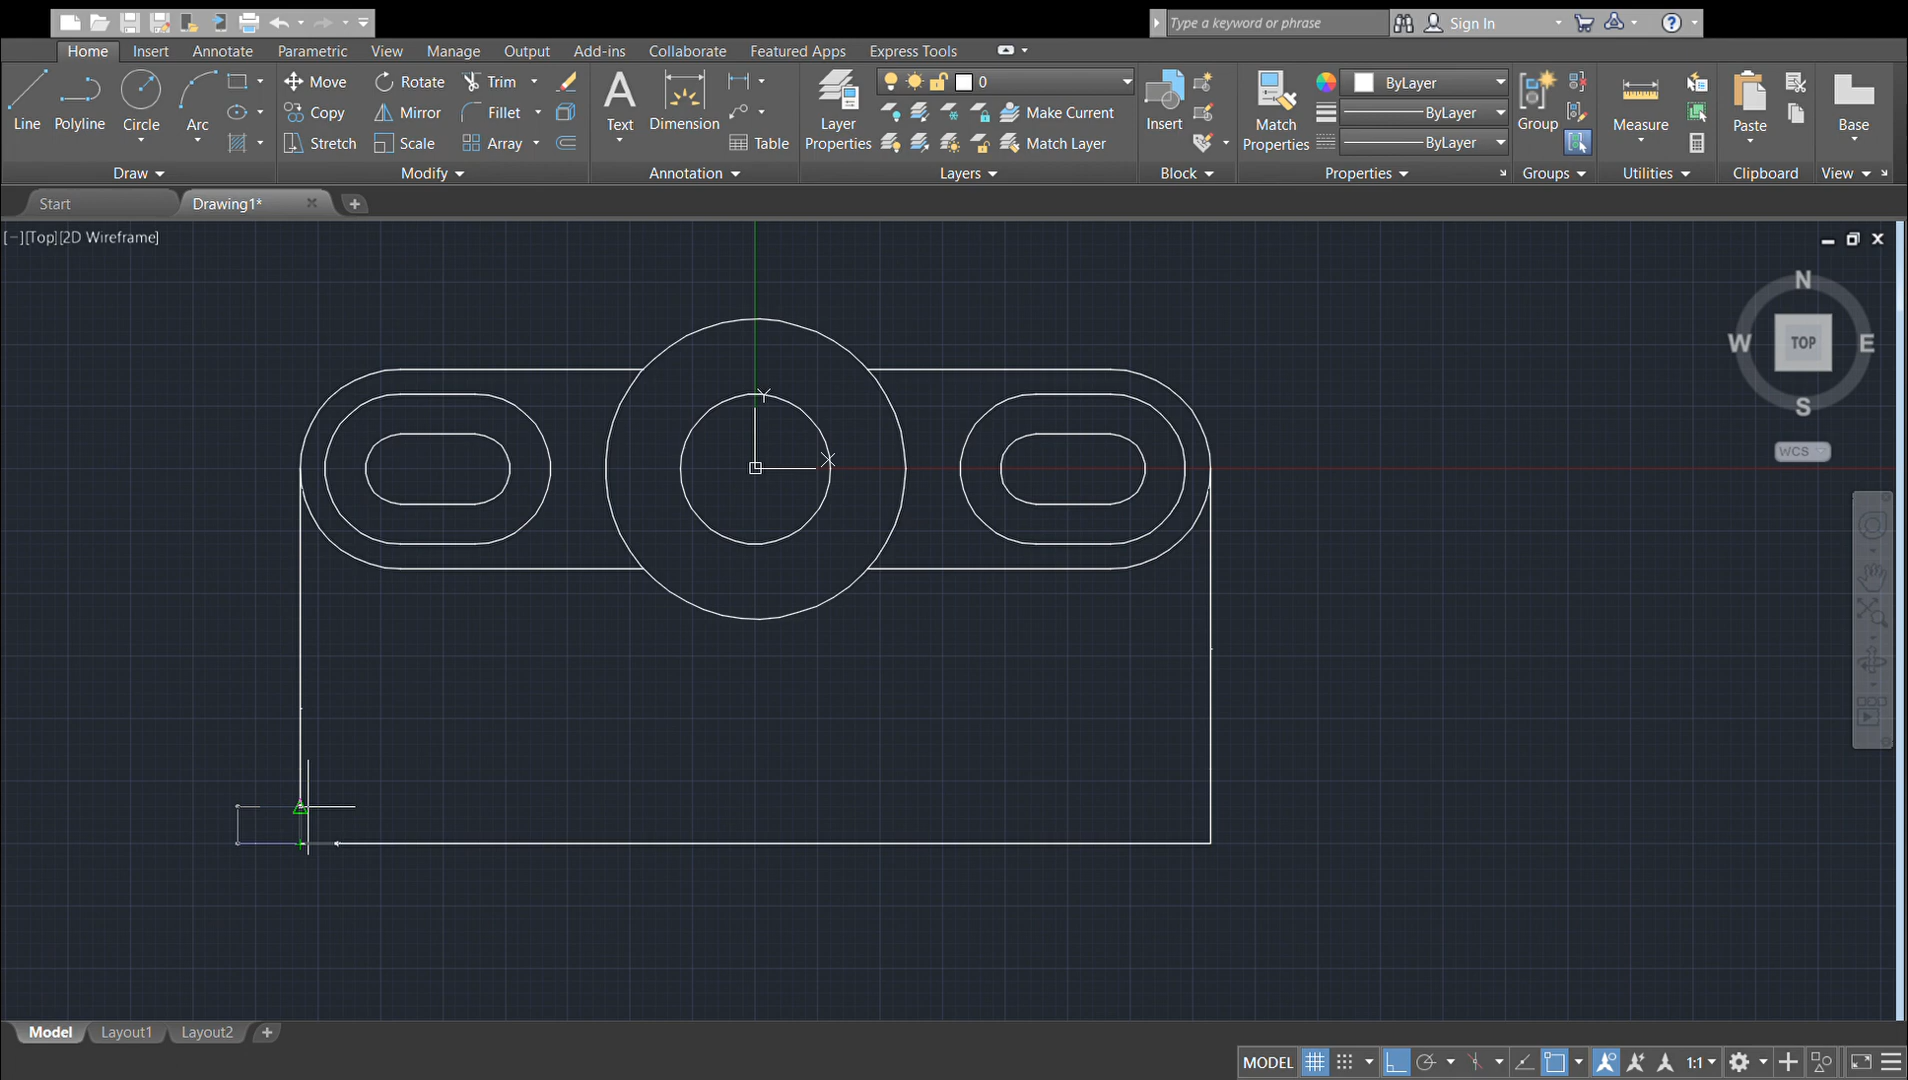 Type a keyword or phrase
Sign In
?
Home Insert Annotate Parametric View Manage Output Add-ins Collaborate Featured Apps Express Tools
Line Polyline Circle Arc
Move Rotate Trim
Copy Mirror Fillet
Stretch Scale Array
A
Text Dimension Table
Layer
Properties
0
Make Current
Match Layer
Insert
Match
Properties
ByLayer
ByLayer
ByLayer
Group
Measure
Paste
Base
Draw Modify Annotation Layers Block Properties Groups Utilities Clipboard View
Start Drawing1*
[−][Top][2D Wireframe]
N
W TOP E
S
WCS
Y
X
Model Layout1 Layout2
MODEL 1:1